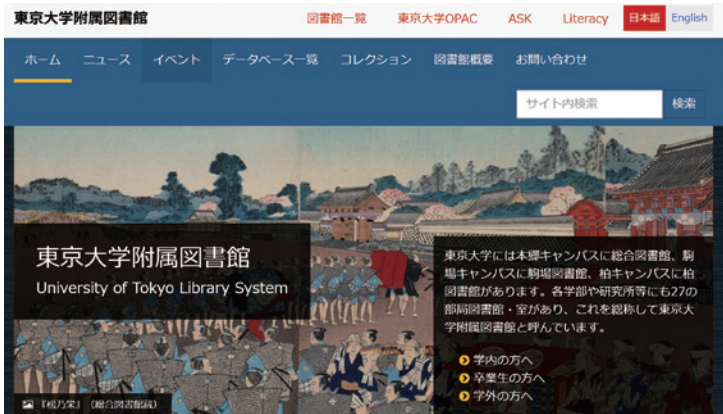 東京大学附属図書館
図書館一覧 東京大学OPAC ASK Literacy 日本語 English
ホーム ニュース イベント データベース一覧 コレクション 図書館概要 お問い合わせ
サイト内検索 検索
東京大学附属図書館
University of Tokyo Library System
東京大学には本郷キャンパスに総合図書館、駒
場キャンパスに駒場図書館、柏キャンパスに柏
図書館があります。各学部や研究所等にも27の
部局図書館・室があり、これを総称して東京大
学附属図書館と呼んでいます。
学内の方へ
卒業生の方へ
学外の方へ
『松乃栄』（総合図書館蔵）